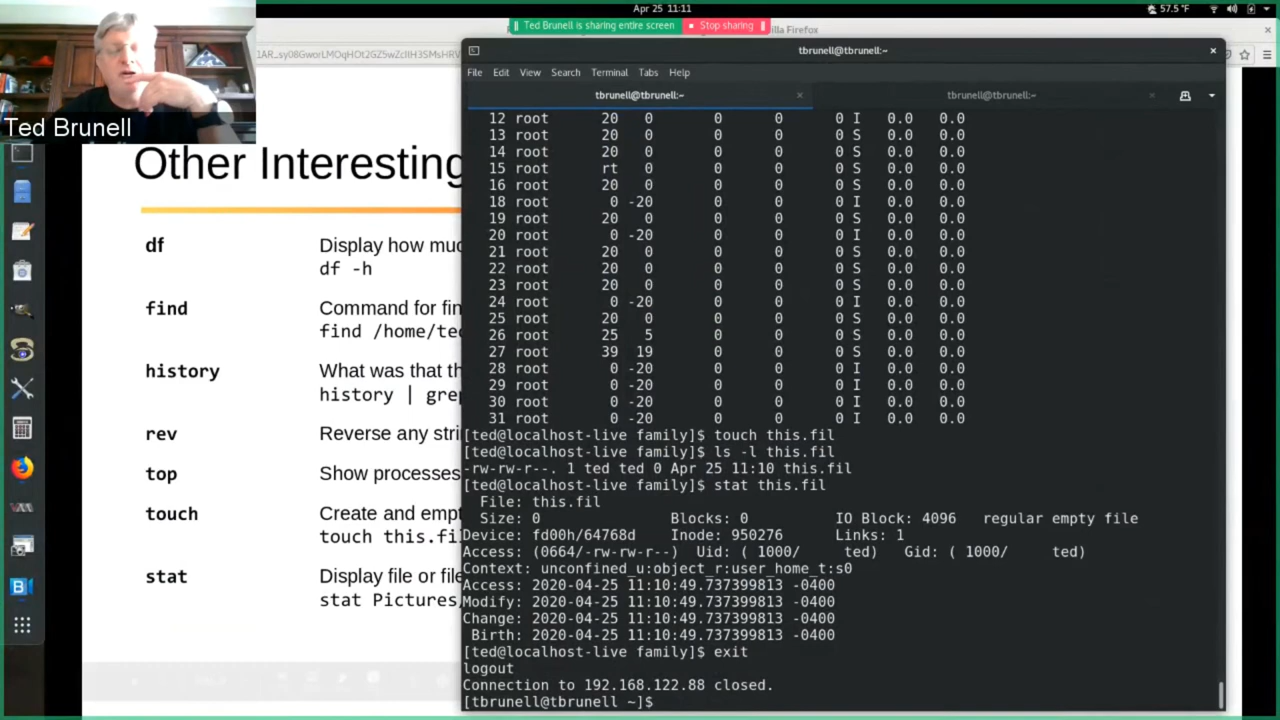 Apr 25 11:11
57.5 °F
Ted Brunell is sharing entire screen
Stop sharing
illa Firefox
1AR_sy08GworLMOqHOt2GZ5wZcIIH3SMsHRV
Ted Brunell
tbrunell@tbrunell:~
File Edit View Search Terminal Tabs Help
tbrunell@tbrunell:~
tbrunell@tbrunell:~
Other Interesting
df
Display how muc
df -h
find
Command for fin
find /home/te
history
What was that th
history | gre
rev
Reverse any stri
top
Show processes
touch
Create and empt
touch this.fi
stat
Display file or file
stat Pictures/
12 root 20 0 0 0 0 I 0.0 0.0
13 root 20 0 0 0 0 S 0.0 0.0
14 root 20 0 0 0 0 S 0.0 0.0
15 root rt 0 0 0 0 S 0.0 0.0
16 root 20 0 0 0 0 S 0.0 0.0
18 root 0 -20 0 0 0 I 0.0 0.0
19 root 20 0 0 0 0 S 0.0 0.0
20 root 0 -20 0 0 0 I 0.0 0.0
21 root 20 0 0 0 0 S 0.0 0.0
22 root 20 0 0 0 0 S 0.0 0.0
23 root 20 0 0 0 0 S 0.0 0.0
24 root 0 -20 0 0 0 I 0.0 0.0
25 root 20 0 0 0 0 S 0.0 0.0
26 root 25 5 0 0 0 S 0.0 0.0
27 root 39 19 0 0 0 S 0.0 0.0
28 root 0 -20 0 0 0 I 0.0 0.0
29 root 0 -20 0 0 0 I 0.0 0.0
30 root 0 -20 0 0 0 I 0.0 0.0
31 root 0 -20 0 0 0 I 0.0 0.0
[ted@localhost-live family]$ touch this.fil
[ted@localhost-live family]$ ls -l this.fil
-rw-rw-r--. 1 ted ted 0 Apr 25 11:10 this.fil
[ted@localhost-live family]$ stat this.fil
File: this.fil
Size: 0 Blocks: 0 IO Block: 4096 regular empty file
Device: fd00h/64768d Inode: 950276 Links: 1
Access: (0664/-rw-rw-r--) Uid: ( 1000/ ted) Gid: ( 1000/ ted)
Context: unconfined_u:object_r:user_home_t:s0
Access: 2020-04-25 11:10:49.737399813 -0400
Modify: 2020-04-25 11:10:49.737399813 -0400
Change: 2020-04-25 11:10:49.737399813 -0400
Birth: 2020-04-25 11:10:49.737399813 -0400
[ted@localhost-live family]$ exit
logout
Connection to 192.168.122.88 closed.
[tbrunell@tbrunell ~]$